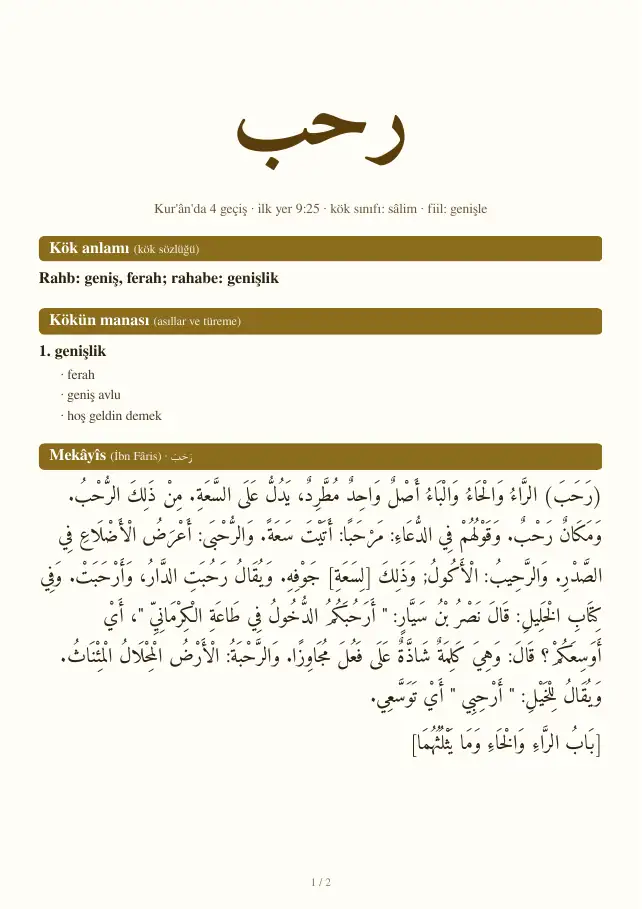 رحب
Kur'ân'da 4 geçiş · ilk yer 9:25 · kök sınıfı: sâlim · fiil: genişle
Kök anlamı (kök sözlüğü)
Rahb: geniş, ferah; rahabe: genişlik
Kökün manası (asıllar ve türeme)
1. genişlik
· ferah
· geniş avlu
· hoş geldin demek
Mekâyîs (İbn Fâris) · رَحَبَ
(رَحَبَ) الرَّاءُ وَالْحَاءُ وَالْبَاءُ أَصْلٌ وَاحِدٌ مُطَّرِدٌ، يَدُلُّ عَلَى السَّعَةِ. مِنْ ذَلِكَ الرُّحْبُ.
وَمَكَانٌ رَحْبٌ. وَقَوْلُهُمْ فِي الدُّعَاءِ: مَرْحَبًا: أَتَيْتَ سَعَةً. وَالرُّحْبَى: أَعْرَضُ الْأَضْلَاعِ فِي
الصَّدْرِ. وَالرَّحِيبُ: الْأَكُولُ; وَذَلِكَ [لِسَعَةِ] جَوْفِهِ. وَيُقَالُ رَحُبَتِ الدَّارُ، وَأَرْحَبَتْ. وَفِي
كِتَابِ الْخَلِيلِ: قَالَ نَصْرُ بْنُ سَيَّارٍ: " أَرَحُبَكُمُ الدُّخُولُ فِي طَاعَةِ الْكِرْمَانِيِّ "، أَيْ
أَوَسِعَكُمْ؟ قَالَ: وَهِيَ كَلِمَةٌ شَاذَّةٌ عَلَى فَعُلَ مُجَاوِزًا. وَالرَّحْبَةُ: الْأَرْضُ الْمِحْلَالُ الْمِئْنَاثُ.
وَيُقَالُ لِلْخَيْلِ: " أَرْحِبِي " أَيْ تَوَسَّعِي.
[بَابُ الرَّاءِ وَالْخَاءِ وَمَا يَثْلُثُهُمَا]
1 / 2